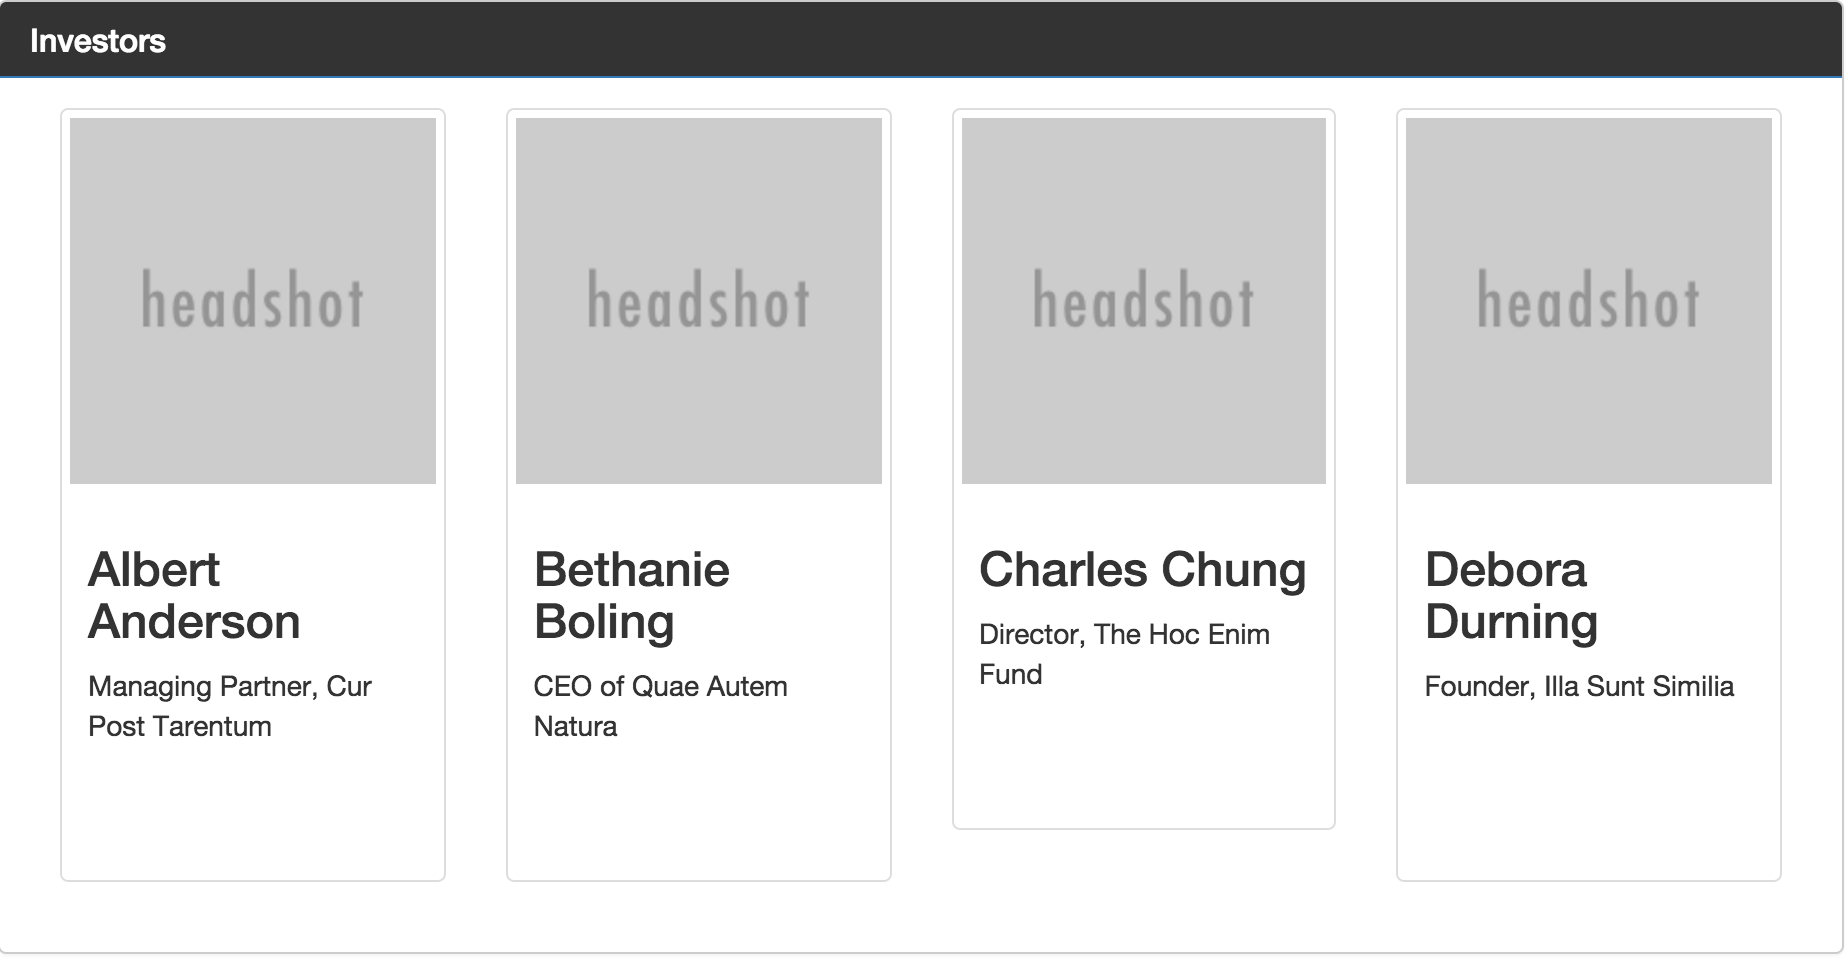 Investors
headshot
Albert
Anderson
Managing Partner, Cur
Post Tarentum
headshot
Bethanie
Boling
CEO of Quae Autem
Natura
headshot
Charles Chung
Director, The Hoc Enim
Fund
headshot
Debora
Durning
Founder, Illa Sunt Similia